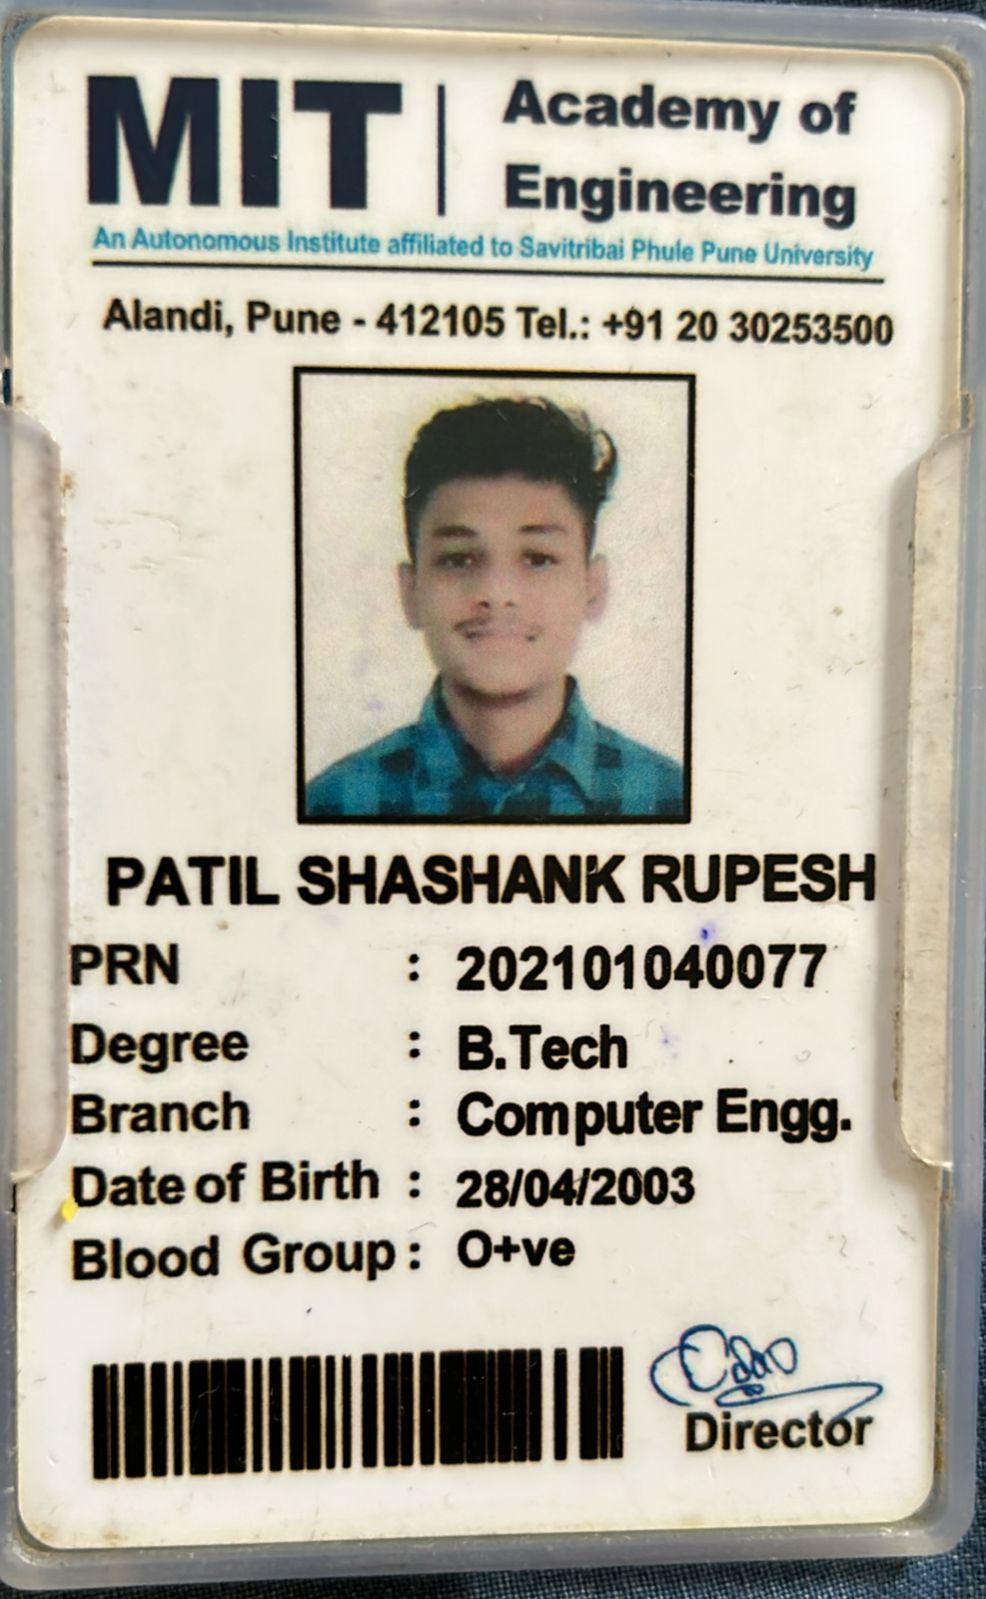 MIT | Academy of
Engineering
An Autonomous Institute affiliated to Savitribai Phule Pune University
Alandi, Pune - 412105 Tel.: +91 20 30253500
PATIL SHASHANK RUPESH
PRN : 202101040077
Degree : B.Tech
Branch : Computer Engg.
Date of Birth : 28/04/2003
Blood Group : O+ve
Director